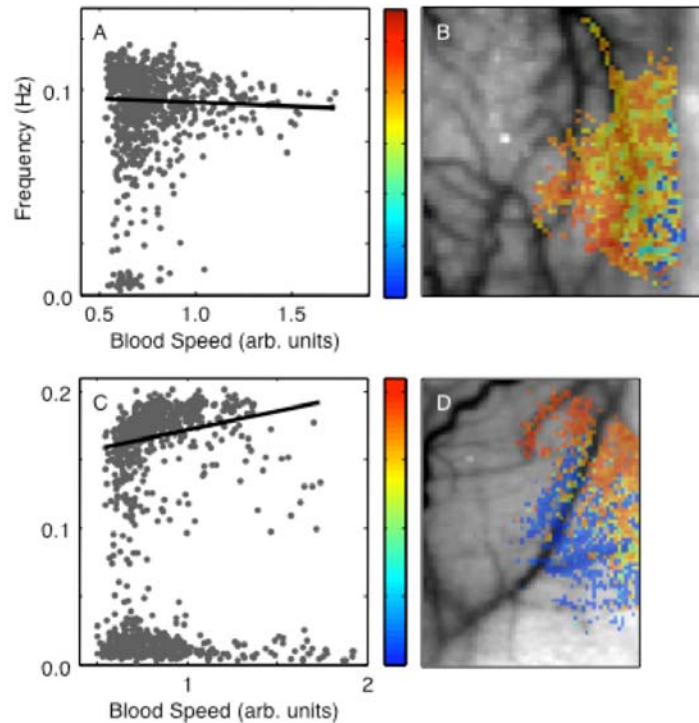 A
B
Frequency (Hz)
0.1
0.0
0.5
1.0
1.5
Blood Speed (arb. units)
C
D
0.2
0.1
0.0
1
2
Blood Speed (arb. units)